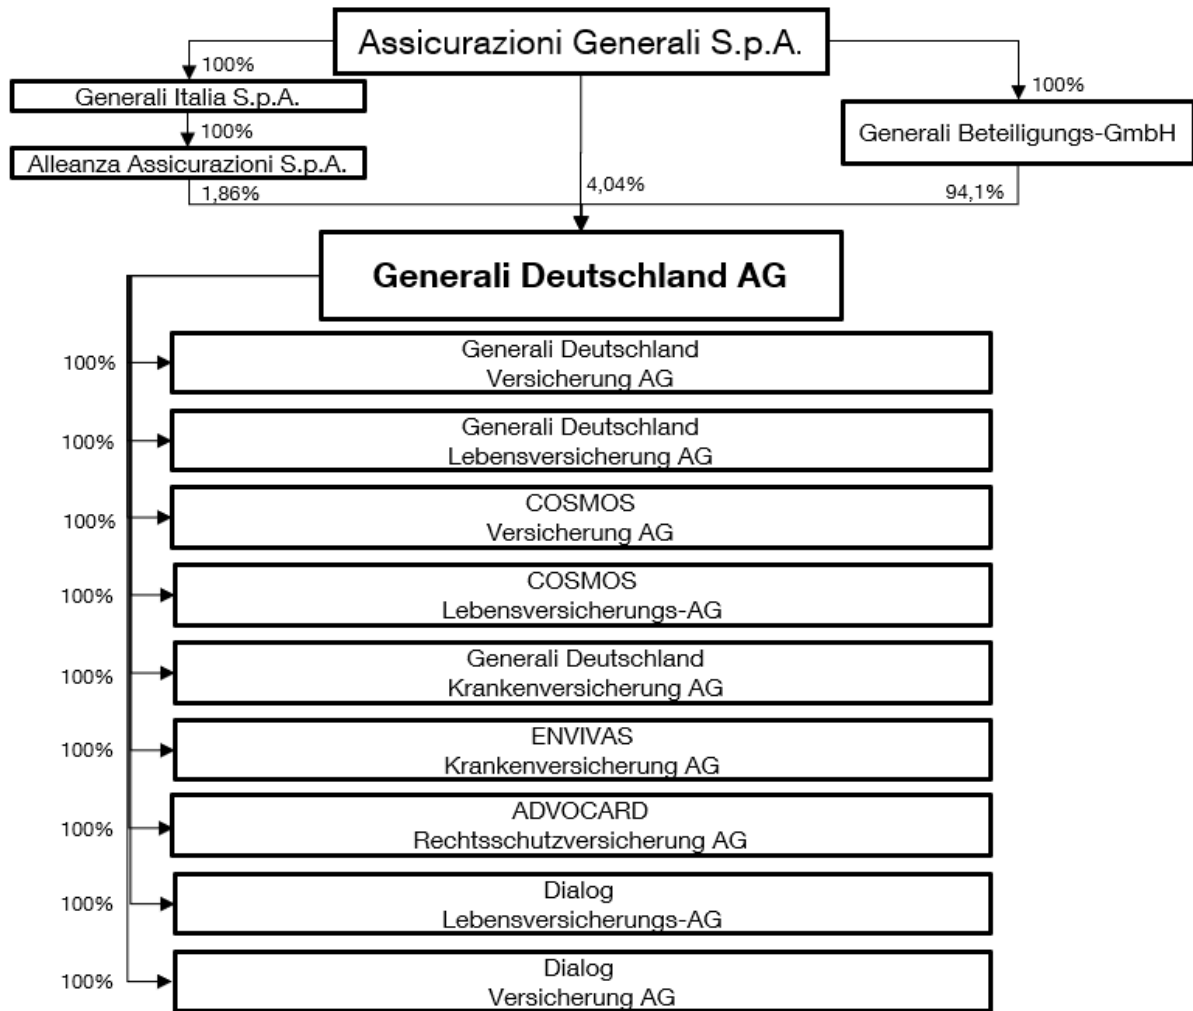 Assicurazioni Generali S.p.A.
100%
100%
Generali Italia S.p.A.
100%
Generali Beteiligungs-GmbH
Alleanza Assicurazioni S.p.A.
1,86%
4,04%
94,1%
Generali Deutschland AG
100%
Generali Deutschland
Versicherung AG
100%
Generali Deutschland
Lebensversicherung AG
100%
COSMOS
Versicherung AG
100%
COSMOS
Lebensversicherungs-AG
100%
Generali Deutschland
Krankenversicherung AG
100%
ENVIVAS
Krankenversicherung AG
100%
ADVOCARD
Rechtsschutzversicherung AG
100%
Dialog
Lebensversicherungs-AG
100%
Dialog
Versicherung AG